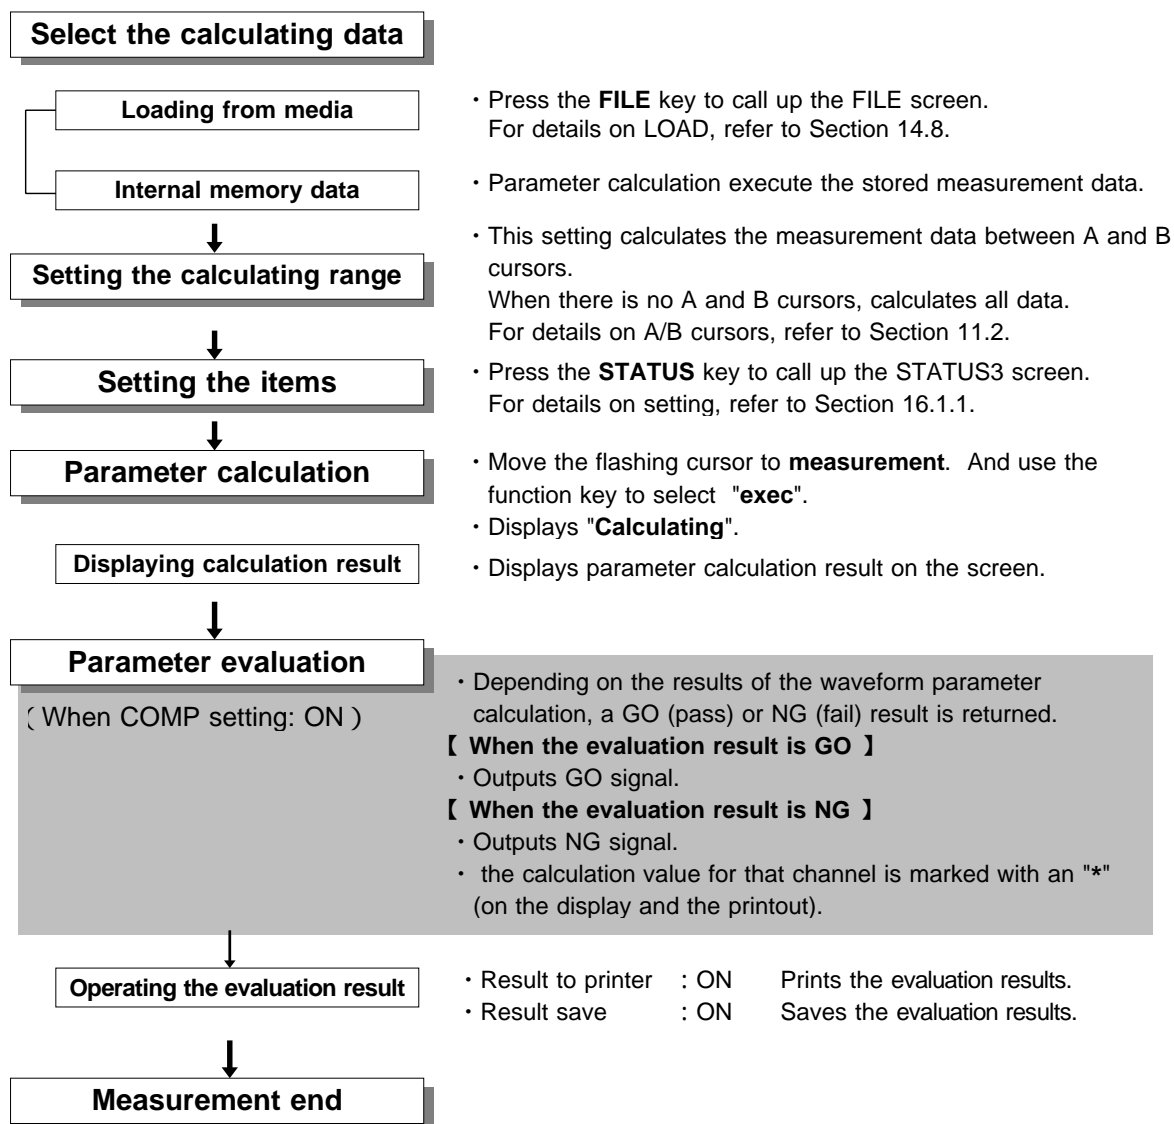 Select the calculating data
Loading from media
・Press the FILE key to call up the FILE screen.
For details on LOAD, refer to Section 14.8.
Internal memory data
・Parameter calculation execute the stored measurement data.
Setting the calculating range
・This setting calculates the measurement data between A and B
cursors.
When there is no A and B cursors, calculates all data.
For details on A/B cursors, refer to Section 11.2.
Setting the items
・Press the STATUS key to call up the STATUS3 screen.
For details on setting, refer to Section 16.1.1.
Parameter calculation
・Move the flashing cursor to measurement. And use the
function key to select "exec".
・Displays "Calculating".
Displaying calculation result
・Displays parameter calculation result on the screen.
Parameter evaluation
(When COMP setting: ON)
・Depending on the results of the waveform parameter
calculation, a GO (pass) or NG (fail) result is returned.
【 When the evaluation result is GO 】
・Outputs GO signal.
【 When the evaluation result is NG 】
・Outputs NG signal.
・ the calculation value for that channel is marked with an "*"
(on the display and the printout).
Operating the evaluation result
・Result to printer : ON Prints the evaluation results.
・Result save : ON Saves the evaluation results.
Measurement end